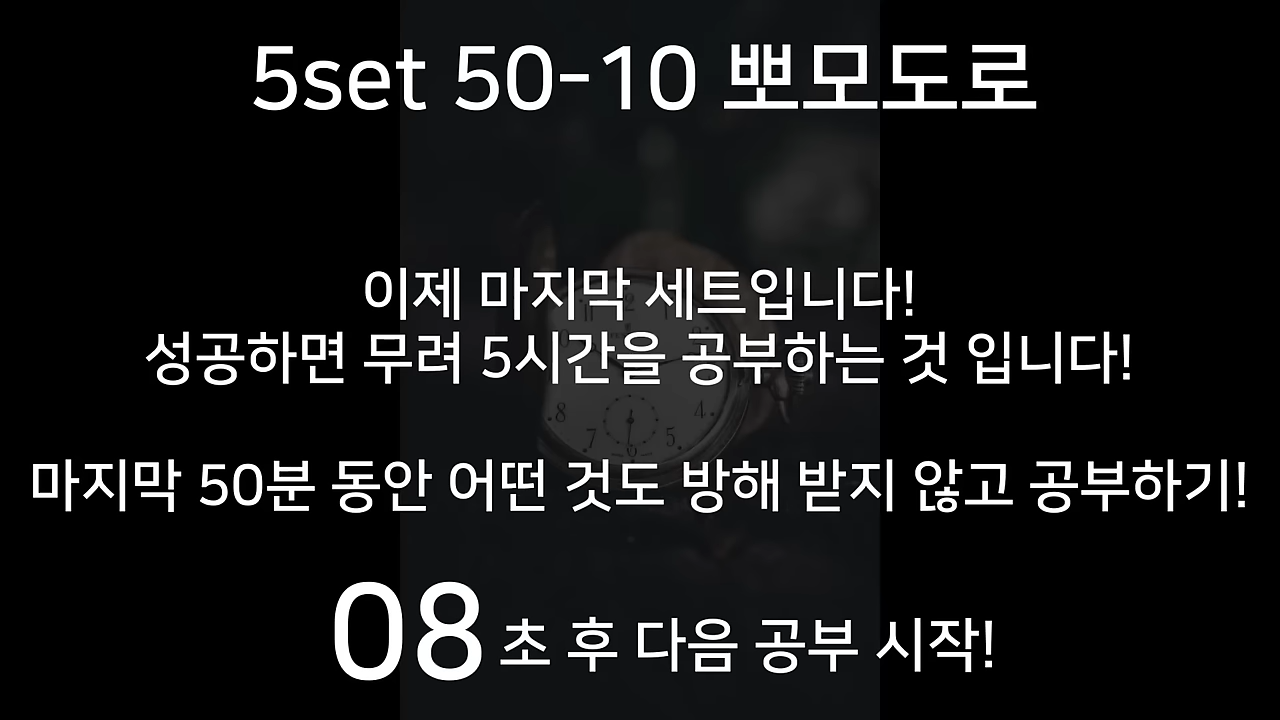 5set 50-10 뽀모도로
이제 마지막 세트입니다!
성공하면 무려 5시간을 공부하는 것 입니다!
마지막 50분 동안 어떤 것도 방해 받지 않고 공부하기!
08 초 후 다음 공부 시작!